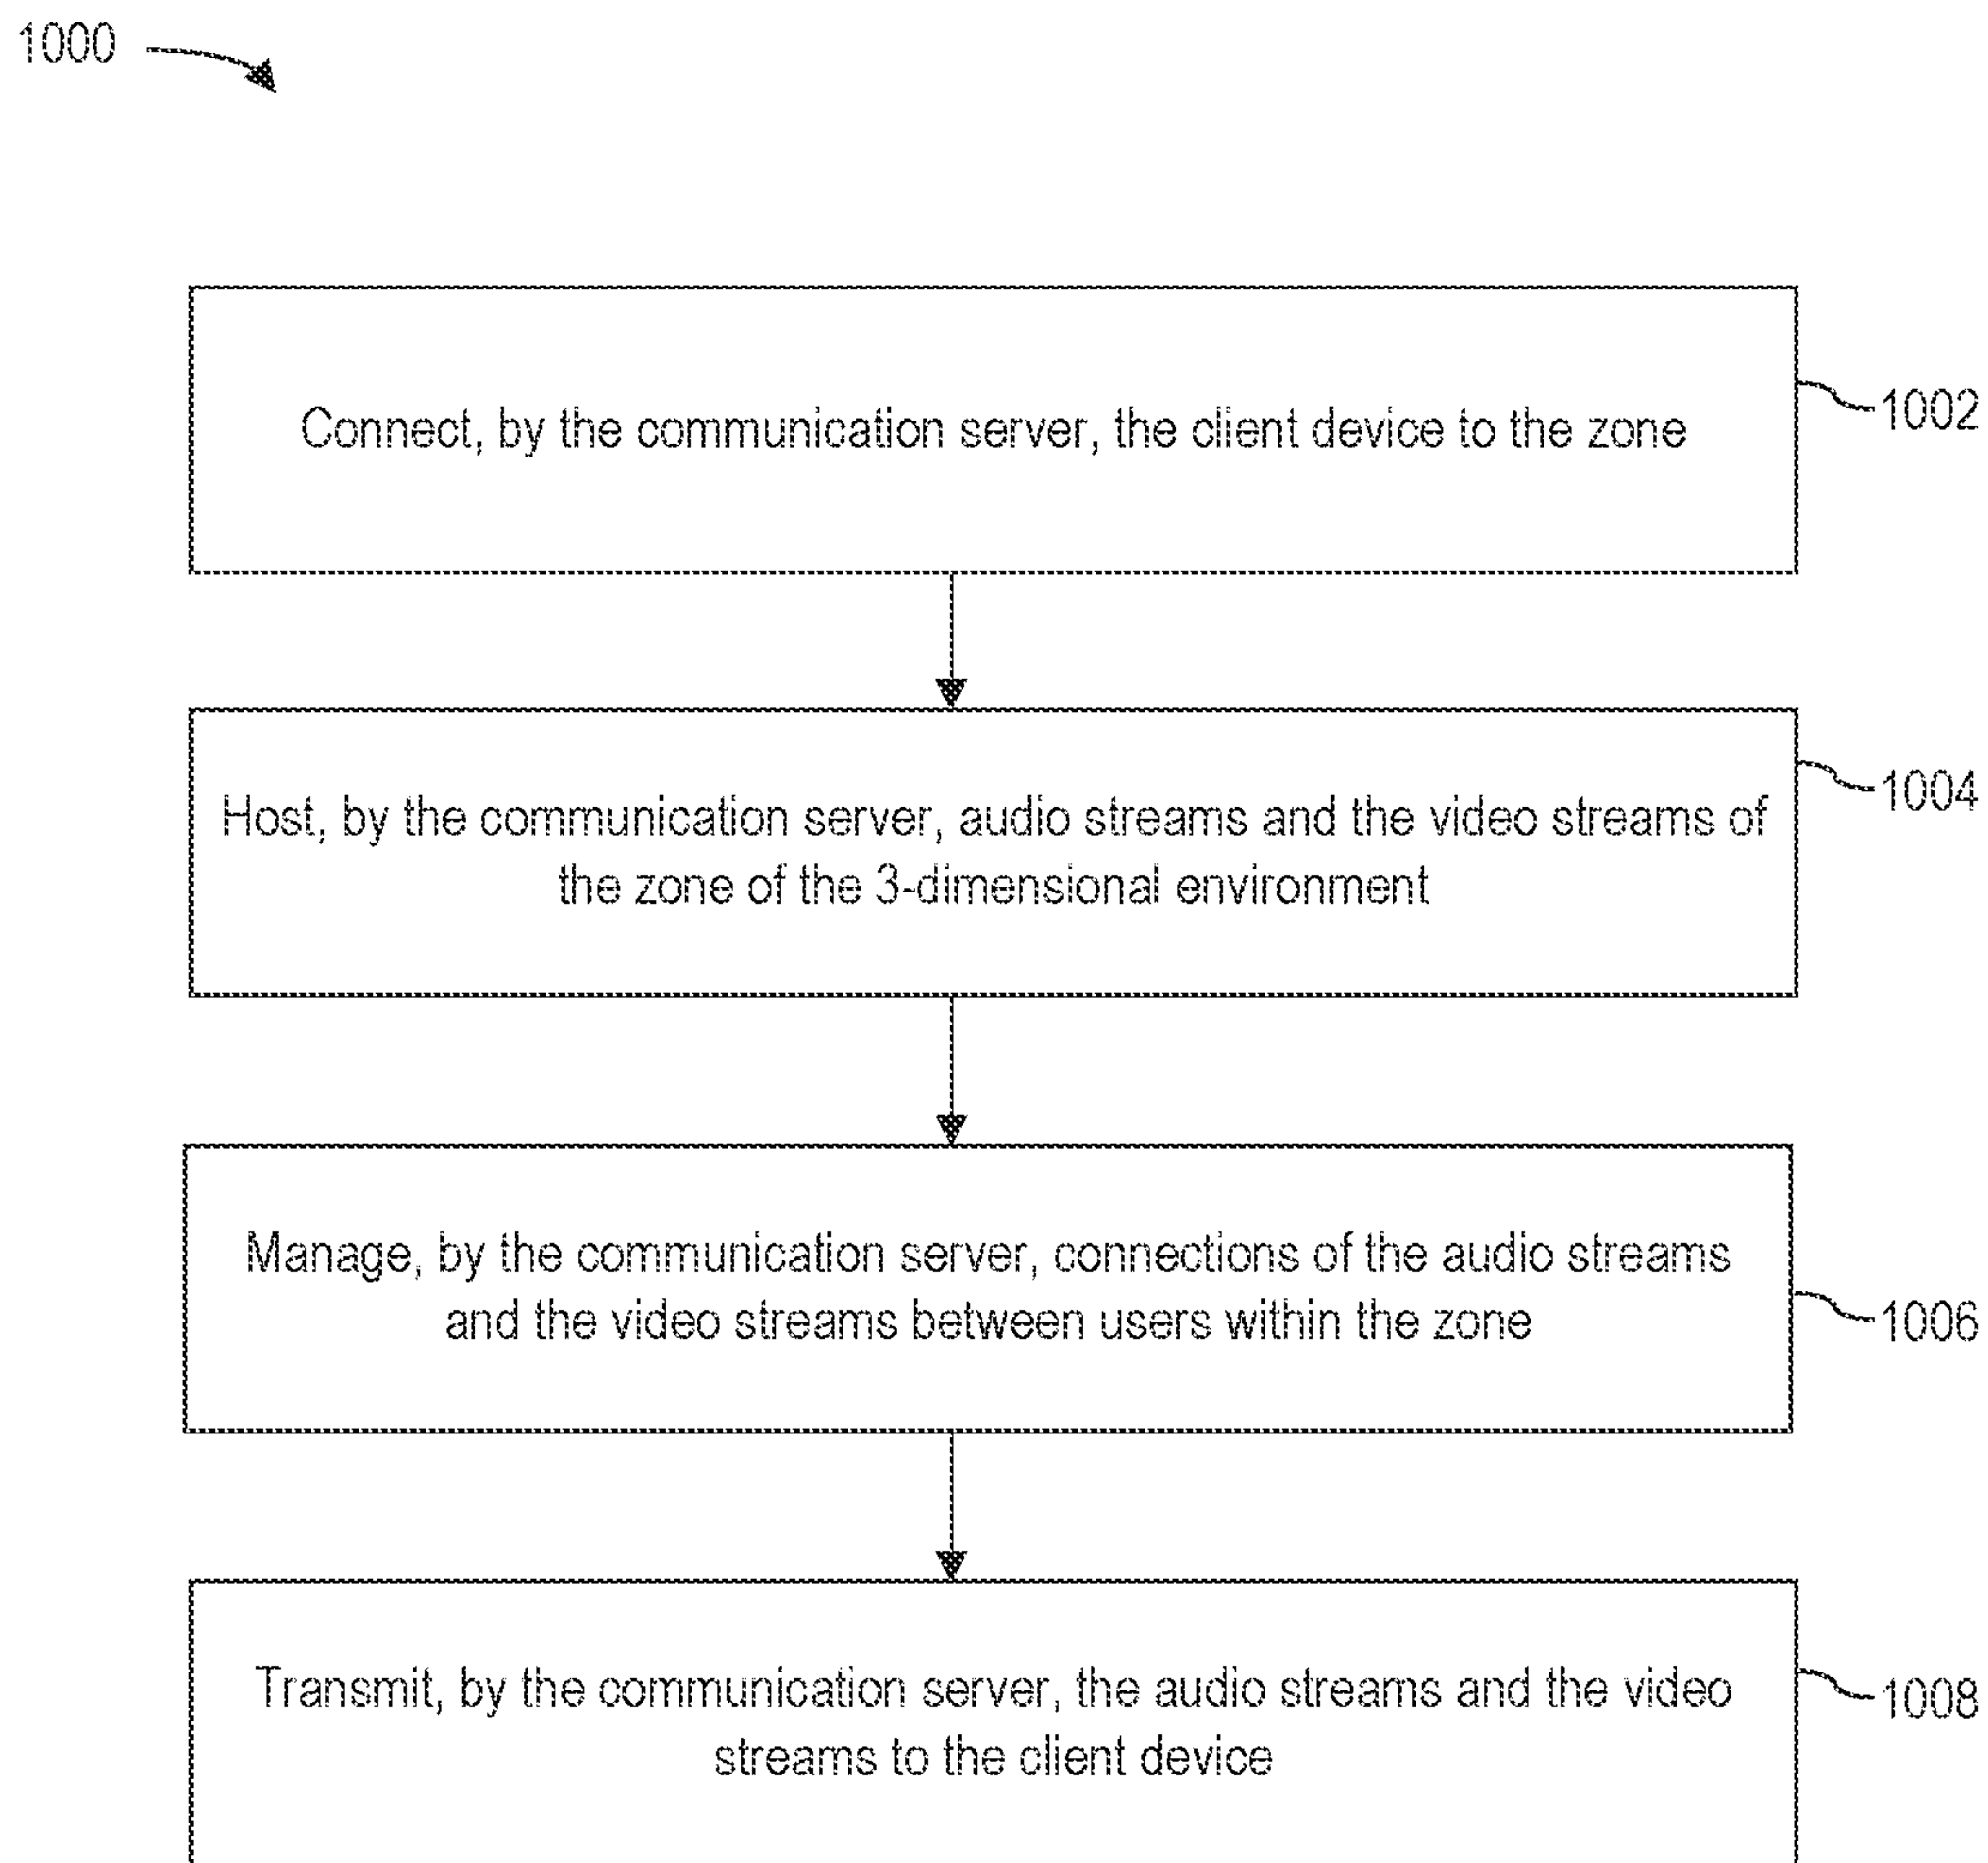 1000
Connect, by the communication server, the client device to the zone
1002
Host, by the communication server, audio streams and the video streams of
the zone of the 3-dimensional environment
1004
Manage, by the communication server, connections of the audio streams
and the video streams between users within the zone
1006
Transmit, by the communication server, the audio streams and the video
streams to the client device
1008